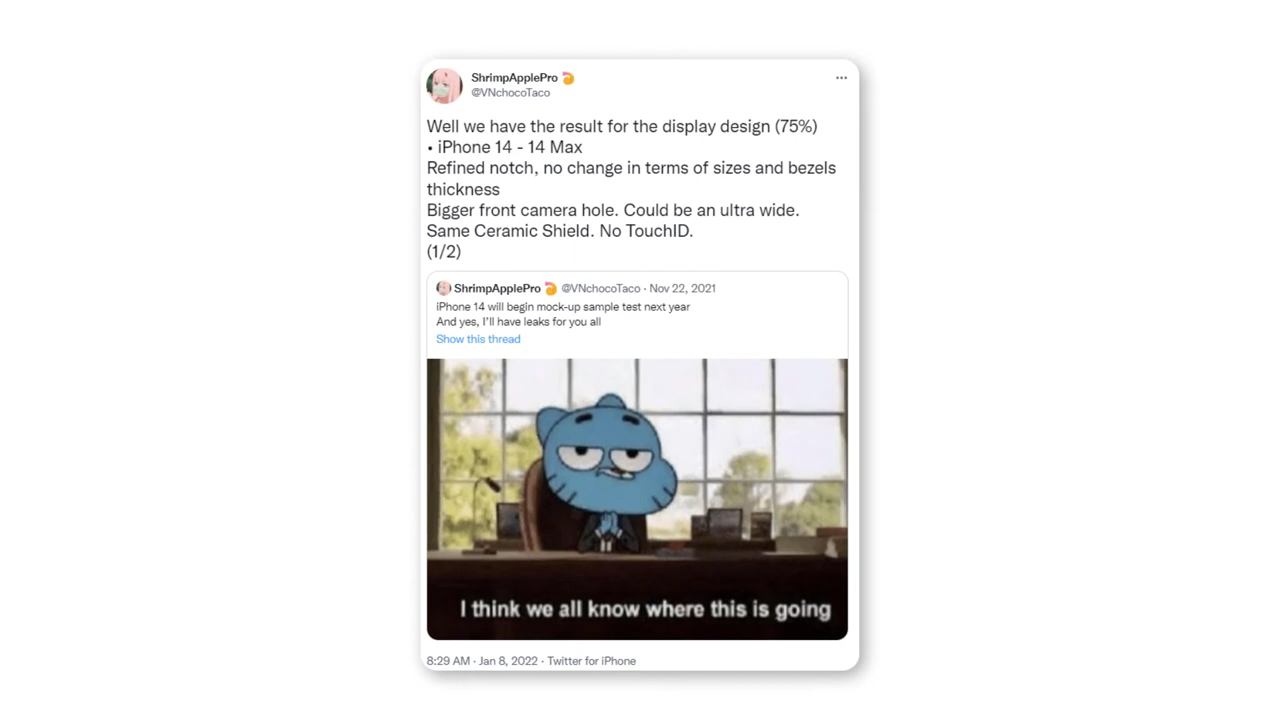 ShrimpApplePro
@VNchocoTaco
Well we have the result for the display design (75%)
• iPhone 14 - 14 Max
Refined notch, no change in terms of sizes and bezels
thickness
Bigger front camera hole. Could be an ultra wide.
Same Ceramic Shield. No TouchID.
(1/2)
ShrimpApplePro @VNchocoTaco · Nov 22, 2021
iPhone 14 will begin mock-up sample test next year
And yes, I'll have leaks for you all
Show this thread
I think we all know where this is going
8:29 AM · Jan 8, 2022 · Twitter for iPhone